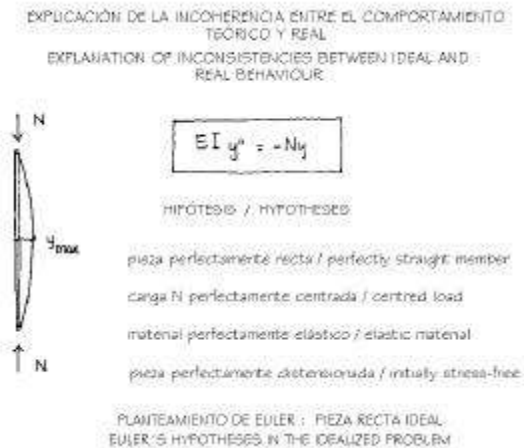 EXPLICACIÓN DE LA INCOHERENCIA ENTRE EL COMPORTAMIENTO
TEÓRICO Y REAL
EXPLANATION OF INCONSISTENCIES BETWEEN IDEAL AND
REAL BEHAVIOUR
N
EI y" = -Ny
HIPÓTESIS / HYPOTHESES
ymax
pieza perfectamente recta / perfectly straight member
carga N perfectamente centrada / centred load
material perfectamente elástico / elastic material
N
pieza perfectamente distensionada / initially stress-free
PLANTEAMIENTO DE EULER : PIEZA RECTA IDEAL
EULER'S HYPOTHESES IN THE IDEALIZED PROBLEM